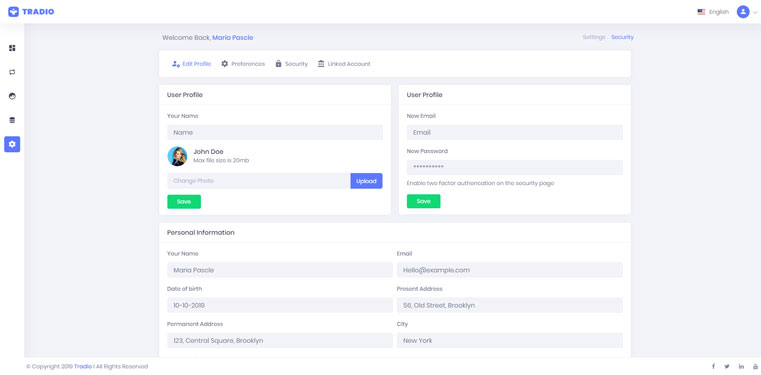 TRADIO
English
Welcome Back, Maria Pascle
Settings Security
Edit Profile Preferences Security Linked Account
User Profile
Your Name
Name
John Doe
Max file size is 20mb
Change Photo Upload
Save
User Profile
New Email
Email
New Password
**********
Enable two factor authencation on the security page
Save
Personal Information
Your Name
Maria Pascle
Email
Hello@example.com
Date of birth
10-10-2019
Present Address
56, Old Street, Brooklyn
Permanent Address
123, Central Square, Brooklyn
City
New York
© Copyright 2019 Tradio I All Rights Reserved